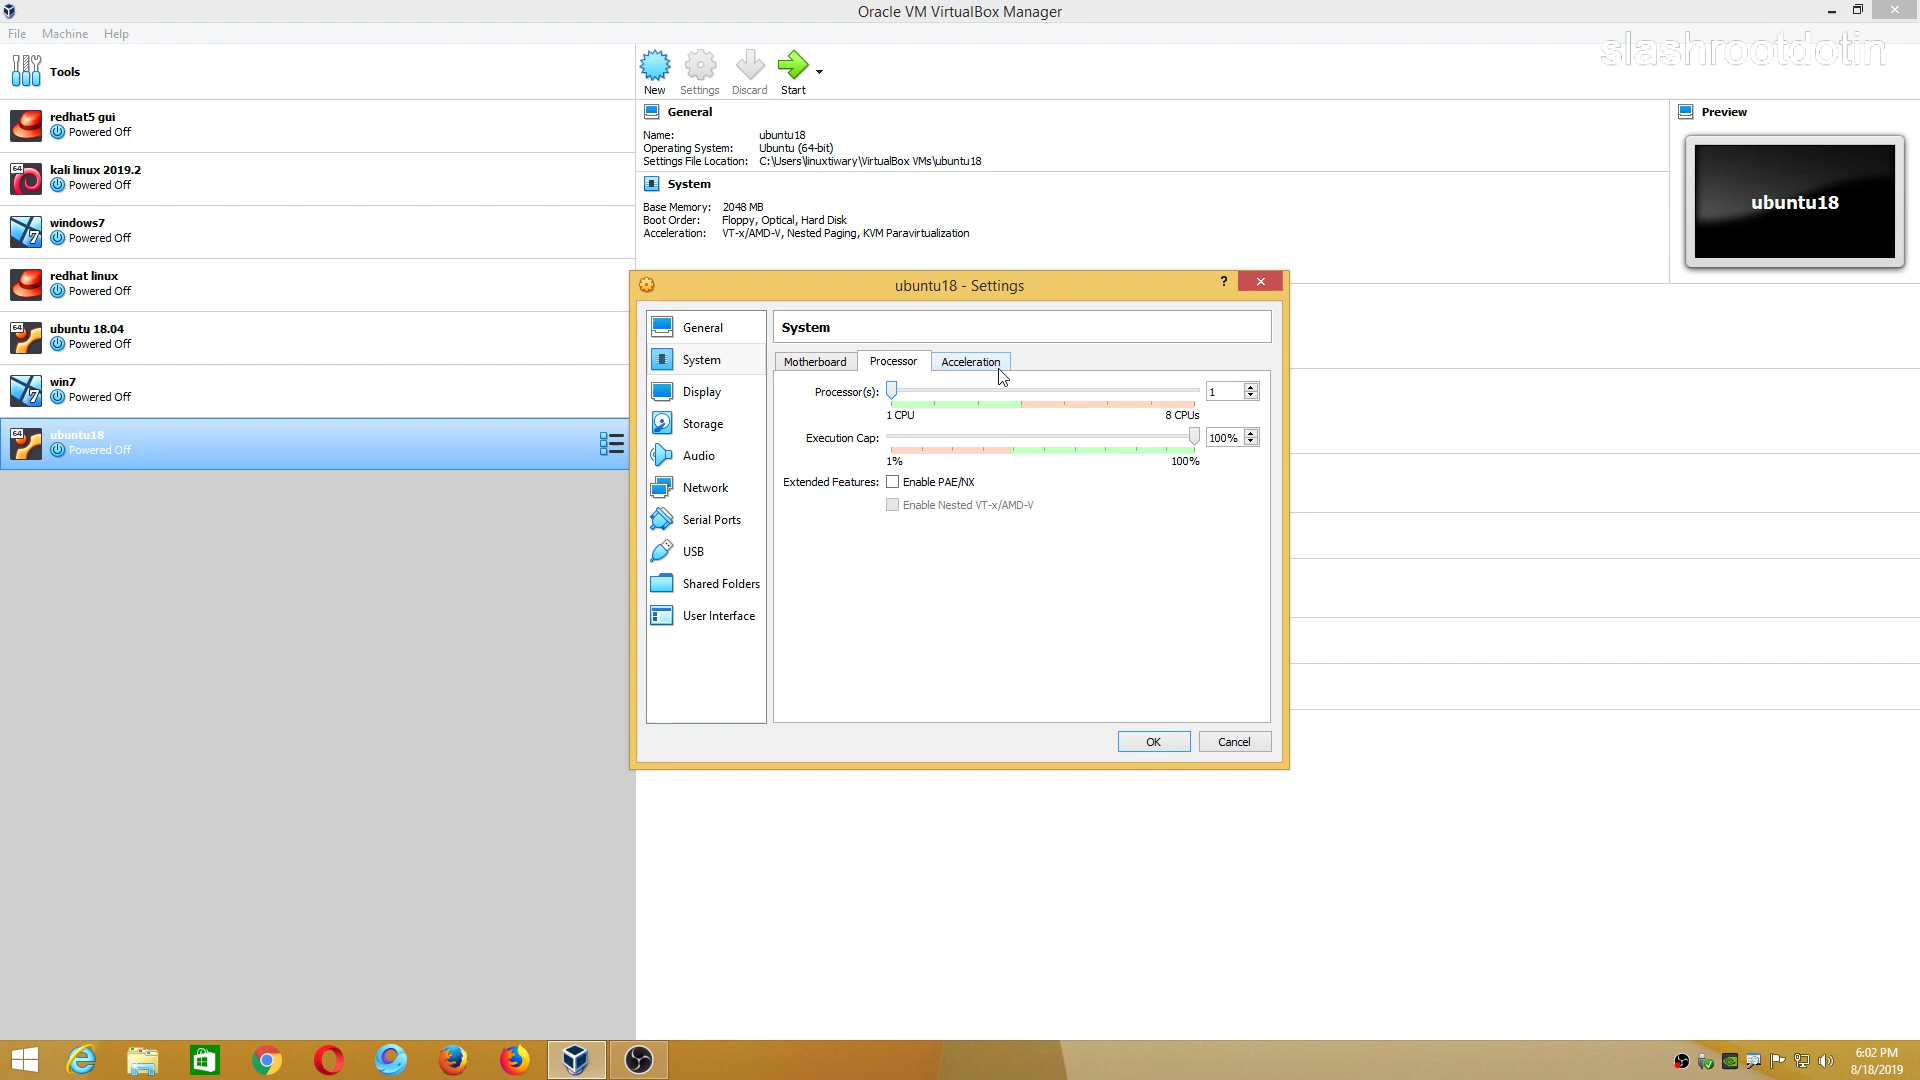 Oracle VM VirtualBox Manager
File Machine Help
slashrootdotin
Tools
New Settings Discard Start
redhat5 gui
Powered Off
64
kali linux 2019.2
Powered Off
windows7
Powered Off
redhat linux
Powered Off
64
ubuntu 18.04
Powered Off
win7
Powered Off
64
ubuntu18
Powered Off
General
Name: ubuntu18
Operating System: Ubuntu (64-bit)
Settings File Location: C:\Users\linuxtiwary\VirtualBox VMs\ubuntu18
System
Base Memory: 2048 MB
Boot Order: Floppy, Optical, Hard Disk
Acceleration: VT-x/AMD-V, Nested Paging, KVM Paravirtualization
Preview
ubuntu18
ubuntu18 - Settings
?
General
System
Display
Storage
Audio
Network
Serial Ports
USB
Shared Folders
User Interface
System
Motherboard Processor Acceleration
Processor(s): 1
1 CPU 8 CPUs
Execution Cap: 100%
1% 100%
Extended Features: Enable PAE/NX
Enable Nested VT-x/AMD-V
OK Cancel
6:02 PM
8/18/2019